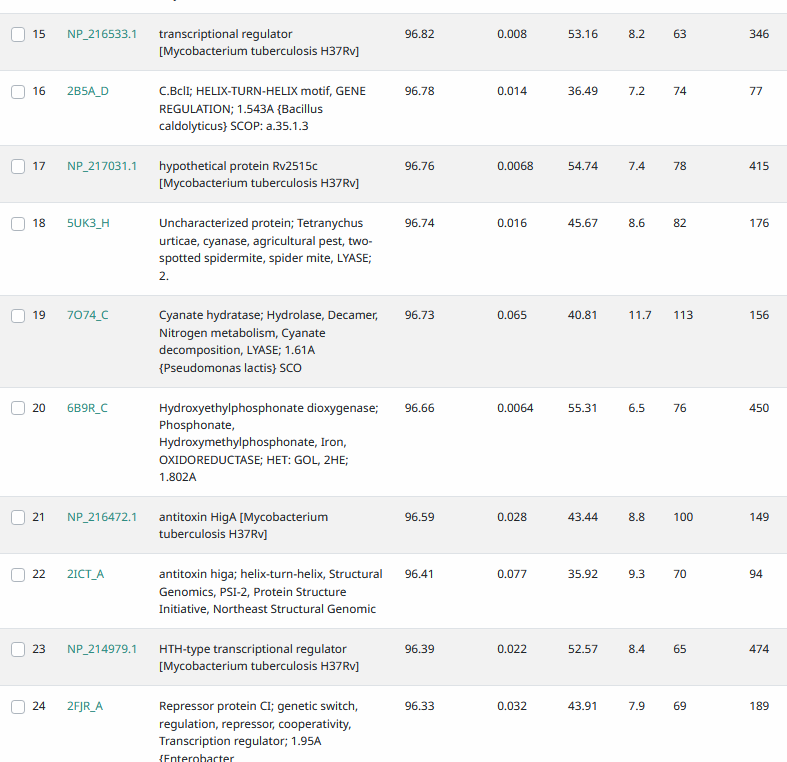 15 NP_216533.1 transcriptional regulator 96.82 0.008 53.16 8.2 63 346
[Mycobacterium tuberculosis H37Rv]
16 2B5A_D C.BclI; HELIX-TURN-HELIX motif, GENE 96.78 0.014 36.49 7.2 74 77
REGULATION; 1.543A {Bacillus
caldolyticus} SCOP: a.35.1.3
17 NP_217031.1 hypothetical protein Rv2515c 96.76 0.0068 54.74 7.4 78 415
[Mycobacterium tuberculosis H37Rv]
18 5UK3_H Uncharacterized protein; Tetranychus 96.74 0.016 45.67 8.6 82 176
urticae, cyanase, agricultural pest, two-
spotted spidermite, spider mite, LYASE;
2.
19 7O74_C Cyanate hydratase; Hydrolase, Decamer, 96.73 0.065 40.81 11.7 113 156
Nitrogen metabolism, Cyanate
decomposition, LYASE; 1.61A
{Pseudomonas lactis} SCO
20 6B9R_C Hydroxyethylphosphonate dioxygenase; 96.66 0.0064 55.31 6.5 76 450
Phosphonate,
Hydroxymethylphosphonate, Iron,
OXIDOREDUCTASE; HET: GOL, 2HE;
1.802A
21 NP_216472.1 antitoxin HigA [Mycobacterium 96.59 0.028 43.44 8.8 100 149
tuberculosis H37Rv]
22 2ICT_A antitoxin higa; helix-turn-helix, Structural 96.41 0.077 35.92 9.3 70 94
Genomics, PSI-2, Protein Structure
Initiative, Northeast Structural Genomic
23 NP_214979.1 HTH-type transcriptional regulator 96.39 0.022 52.57 8.4 65 474
[Mycobacterium tuberculosis H37Rv]
24 2FJR_A Repressor protein CI; genetic switch, 96.33 0.032 43.91 7.9 69 189
regulation, repressor, cooperativity,
Transcription regulator; 1.95A
{Enterobacter